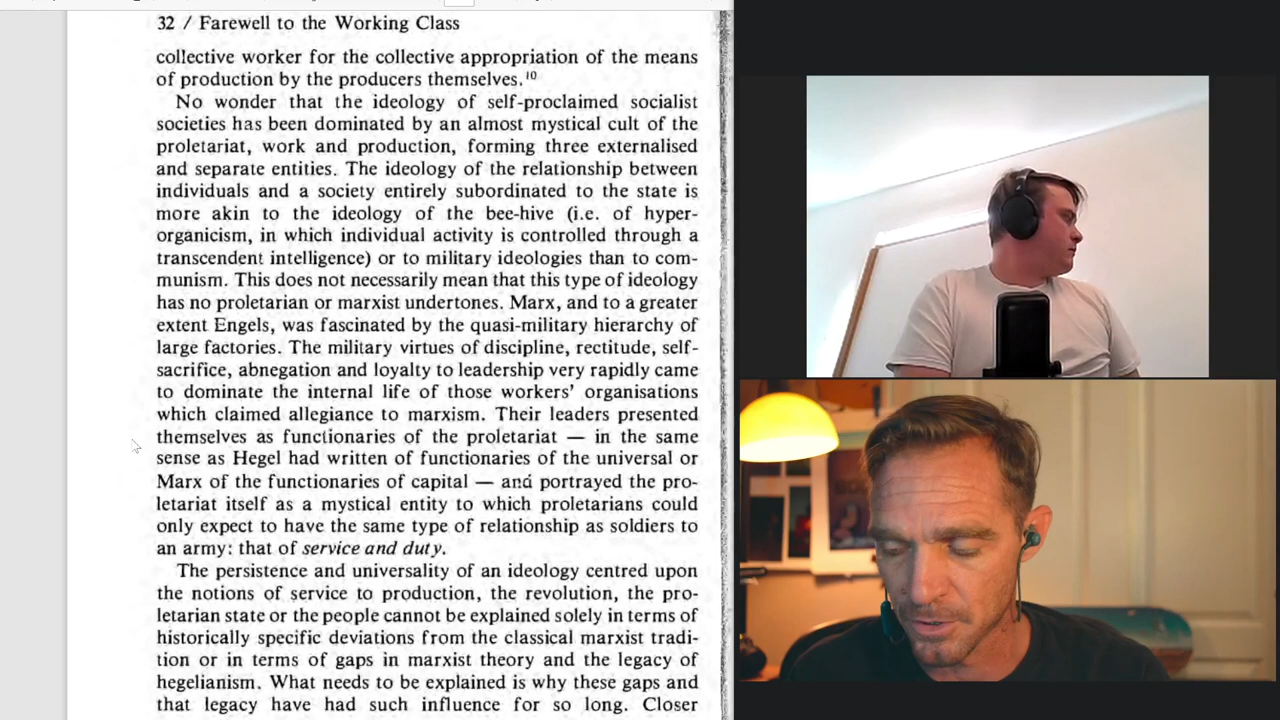 32 / Farewell to the Working Class
collective worker for the collective appropriation of the means
of production by the producers themselves.¹⁰
No wonder that the ideology of self-proclaimed socialist
societies has been dominated by an almost mystical cult of the
proletariat, work and production, forming three externalised
and separate entities. The ideology of the relationship between
individuals and a society entirely subordinated to the state is
more akin to the ideology of the bee-hive (i.e. of hyper-
organicism, in which individual activity is controlled through a
transcendent intelligence) or to military ideologies than to com-
munism. This does not necessarily mean that this type of ideology
has no proletarian or marxist undertones. Marx, and to a greater
extent Engels, was fascinated by the quasi-military hierarchy of
large factories. The military virtues of discipline, rectitude, self-
sacrifice, abnegation and loyalty to leadership very rapidly came
to dominate the internal life of those workers' organisations
which claimed allegiance to marxism. Their leaders presented
themselves as functionaries of the proletariat — in the same
sense as Hegel had written of functionaries of the universal or
Marx of the functionaries of capital — and portrayed the pro-
letariat itself as a mystical entity to which proletarians could
only expect to have the same type of relationship as soldiers to
an army: that of service and duty.
The persistence and universality of an ideology centred upon
the notions of service to production, the revolution, the pro-
letarian state or the people cannot be explained solely in terms of
historically specific deviations from the classical marxist tradi-
tion or in terms of gaps in marxist theory and the legacy of
hegelianism. What needs to be explained is why these gaps and
that legacy have had such influence for so long. Closer